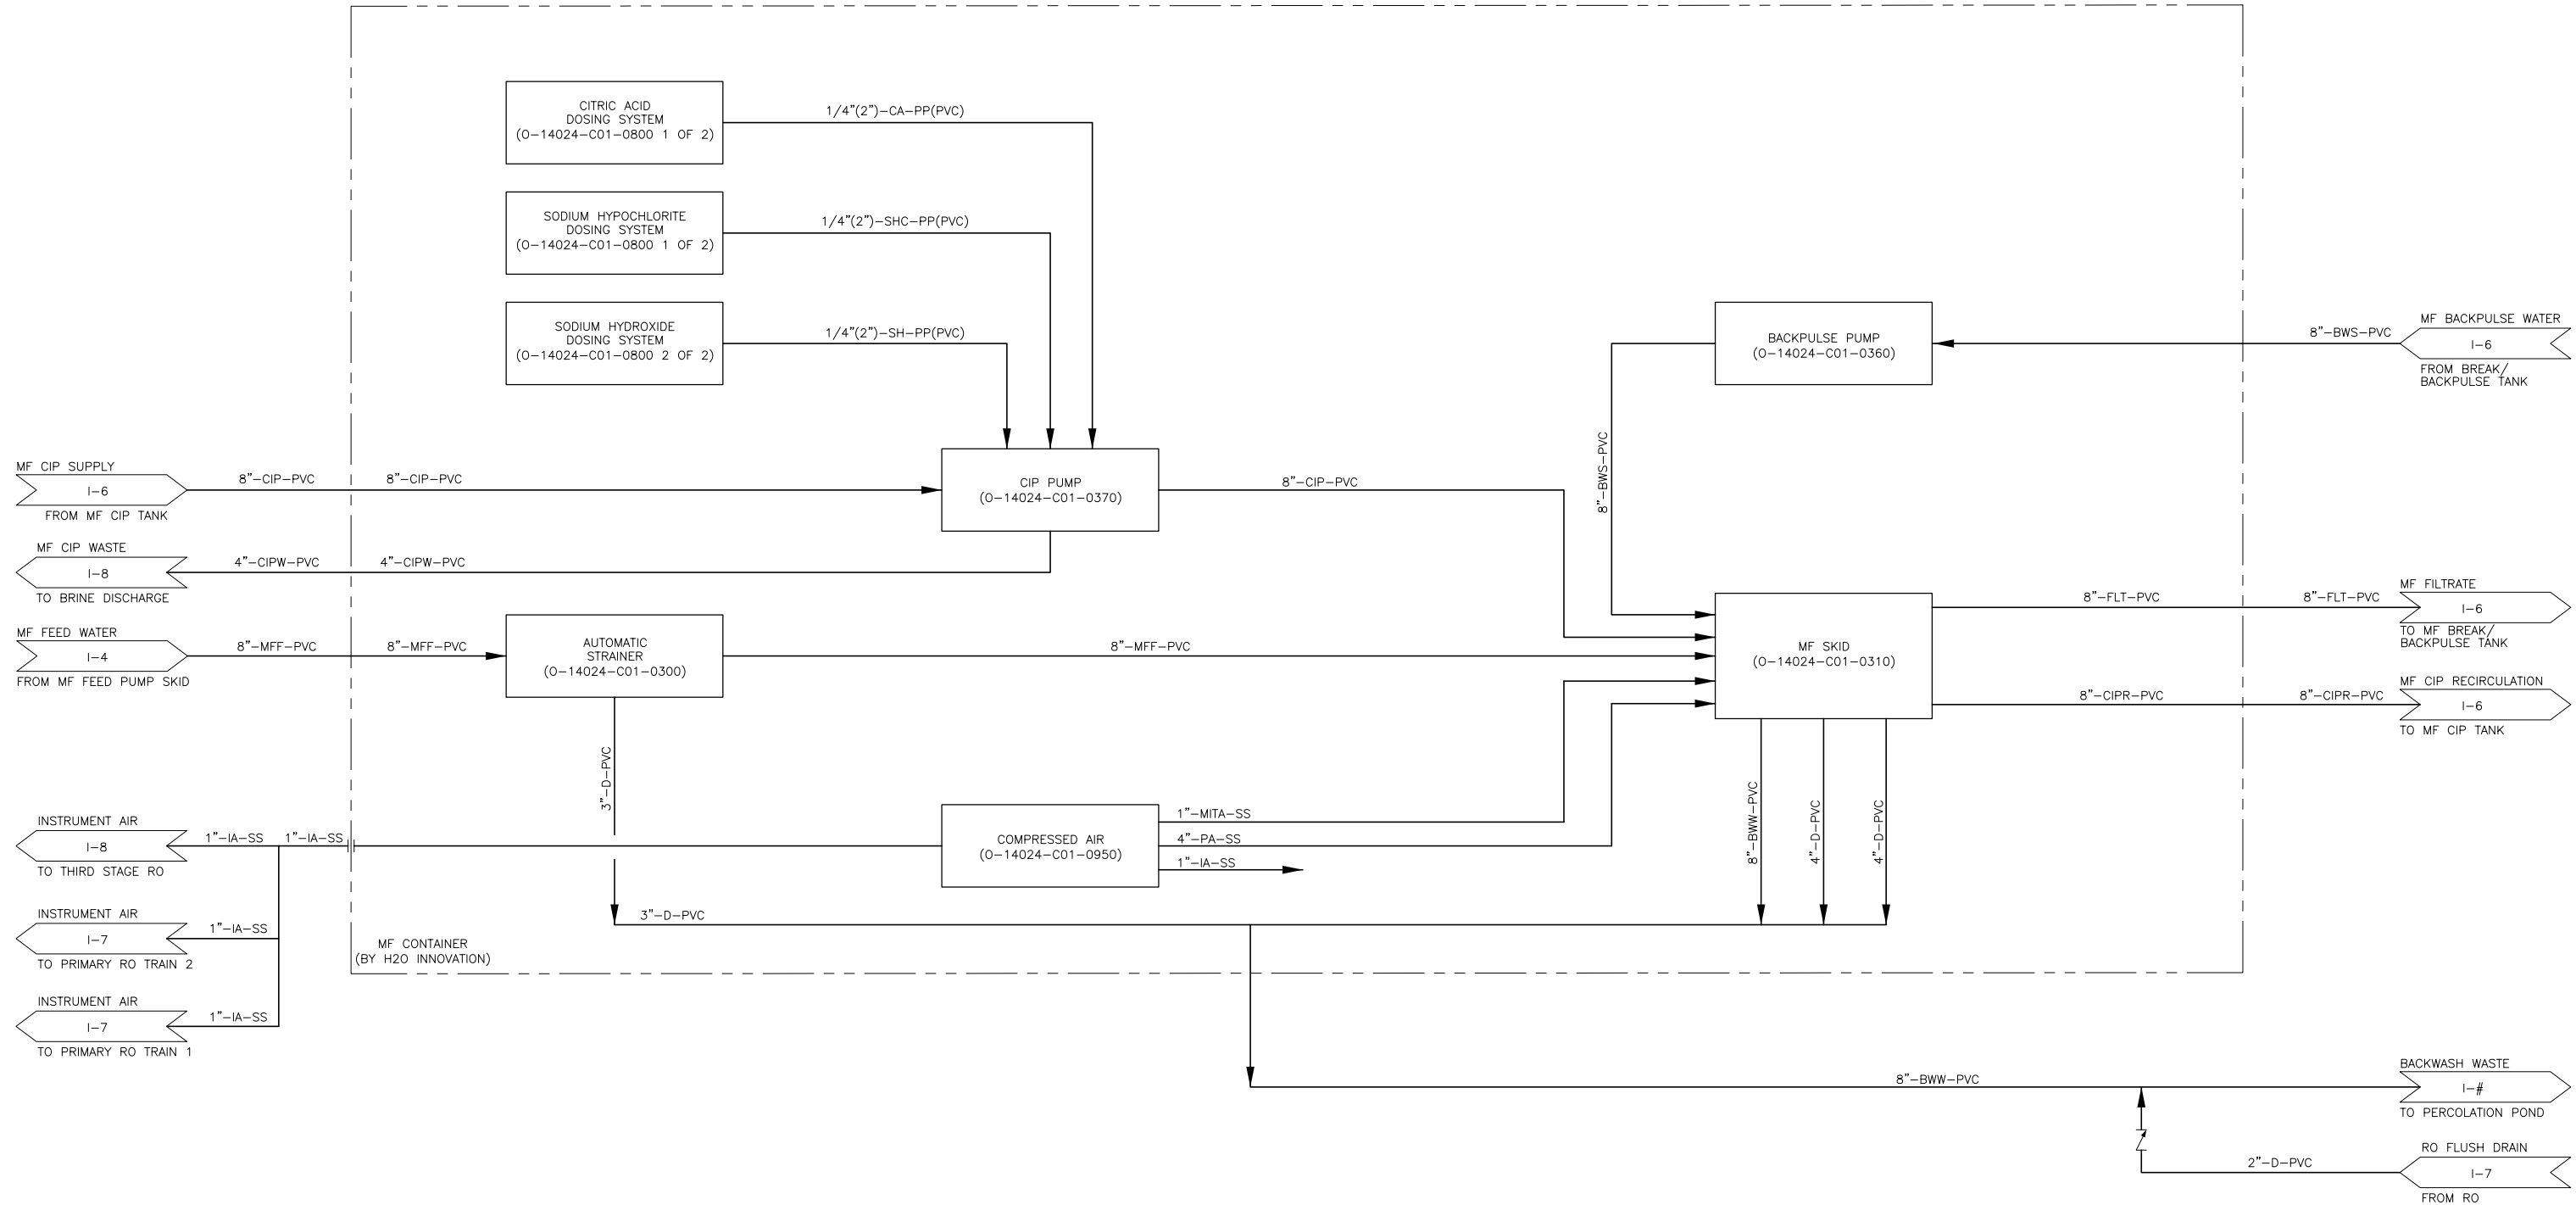 CITRIC ACID
DOSING SYSTEM
(O-14024-C01-0800 1 OF 2)
1/4"(2")-CA-PP(PVC)
SODIUM HYPOCHLORITE
DOSING SYSTEM
(O-14024-C01-0800 1 OF 2)
1/4"(2")-SHC-PP(PVC)
SODIUM HYDROXIDE
DOSING SYSTEM
(O-14024-C01-0800 2 OF 2)
1/4"(2")-SH-PP(PVC)
BACKPULSE PUMP
(O-14024-C01-0360)
8"-BWS-PVC
MF BACKPULSE WATER
I-6
FROM BREAK/
BACKPULSE TANK
8"-BWS-PVC
MF CIP SUPPLY
I-6
FROM MF CIP TANK
8"-CIP-PVC
8"-CIP-PVC
CIP PUMP
(O-14024-C01-0370)
8"-CIP-PVC
MF CIP WASTE
I-8
TO BRINE DISCHARGE
4"-CIPW-PVC
4"-CIPW-PVC
MF FEED WATER
I-4
FROM MF FEED PUMP SKID
8"-MFF-PVC
8"-MFF-PVC
AUTOMATIC
STRAINER
(O-14024-C01-0300)
8"-MFF-PVC
MF SKID
(O-14024-C01-0310)
8"-FLT-PVC
8"-FLT-PVC
MF FILTRATE
I-6
TO MF BREAK/
BACKPULSE TANK
8"-CIPR-PVC
8"-CIPR-PVC
MF CIP RECIRCULATION
I-6
TO MF CIP TANK
3"-D-PVC
8"-BWW-PVC
4"-D-PVC
4"-D-PVC
INSTRUMENT AIR
I-8
TO THIRD STAGE RO
1"-IA-SS
1"-IA-SS
COMPRESSED AIR
(O-14024-C01-0950)
1"-MITA-SS
4"-PA-SS
1"-IA-SS
3"-D-PVC
INSTRUMENT AIR
I-7
TO PRIMARY RO TRAIN 2
1"-IA-SS
MF CONTAINER
(BY H2O INNOVATION)
INSTRUMENT AIR
I-7
TO PRIMARY RO TRAIN 1
1"-IA-SS
8"-BWW-PVC
BACKWASH WASTE
I-#
TO PERCOLATION POND
2"-D-PVC
RO FLUSH DRAIN
I-7
FROM RO